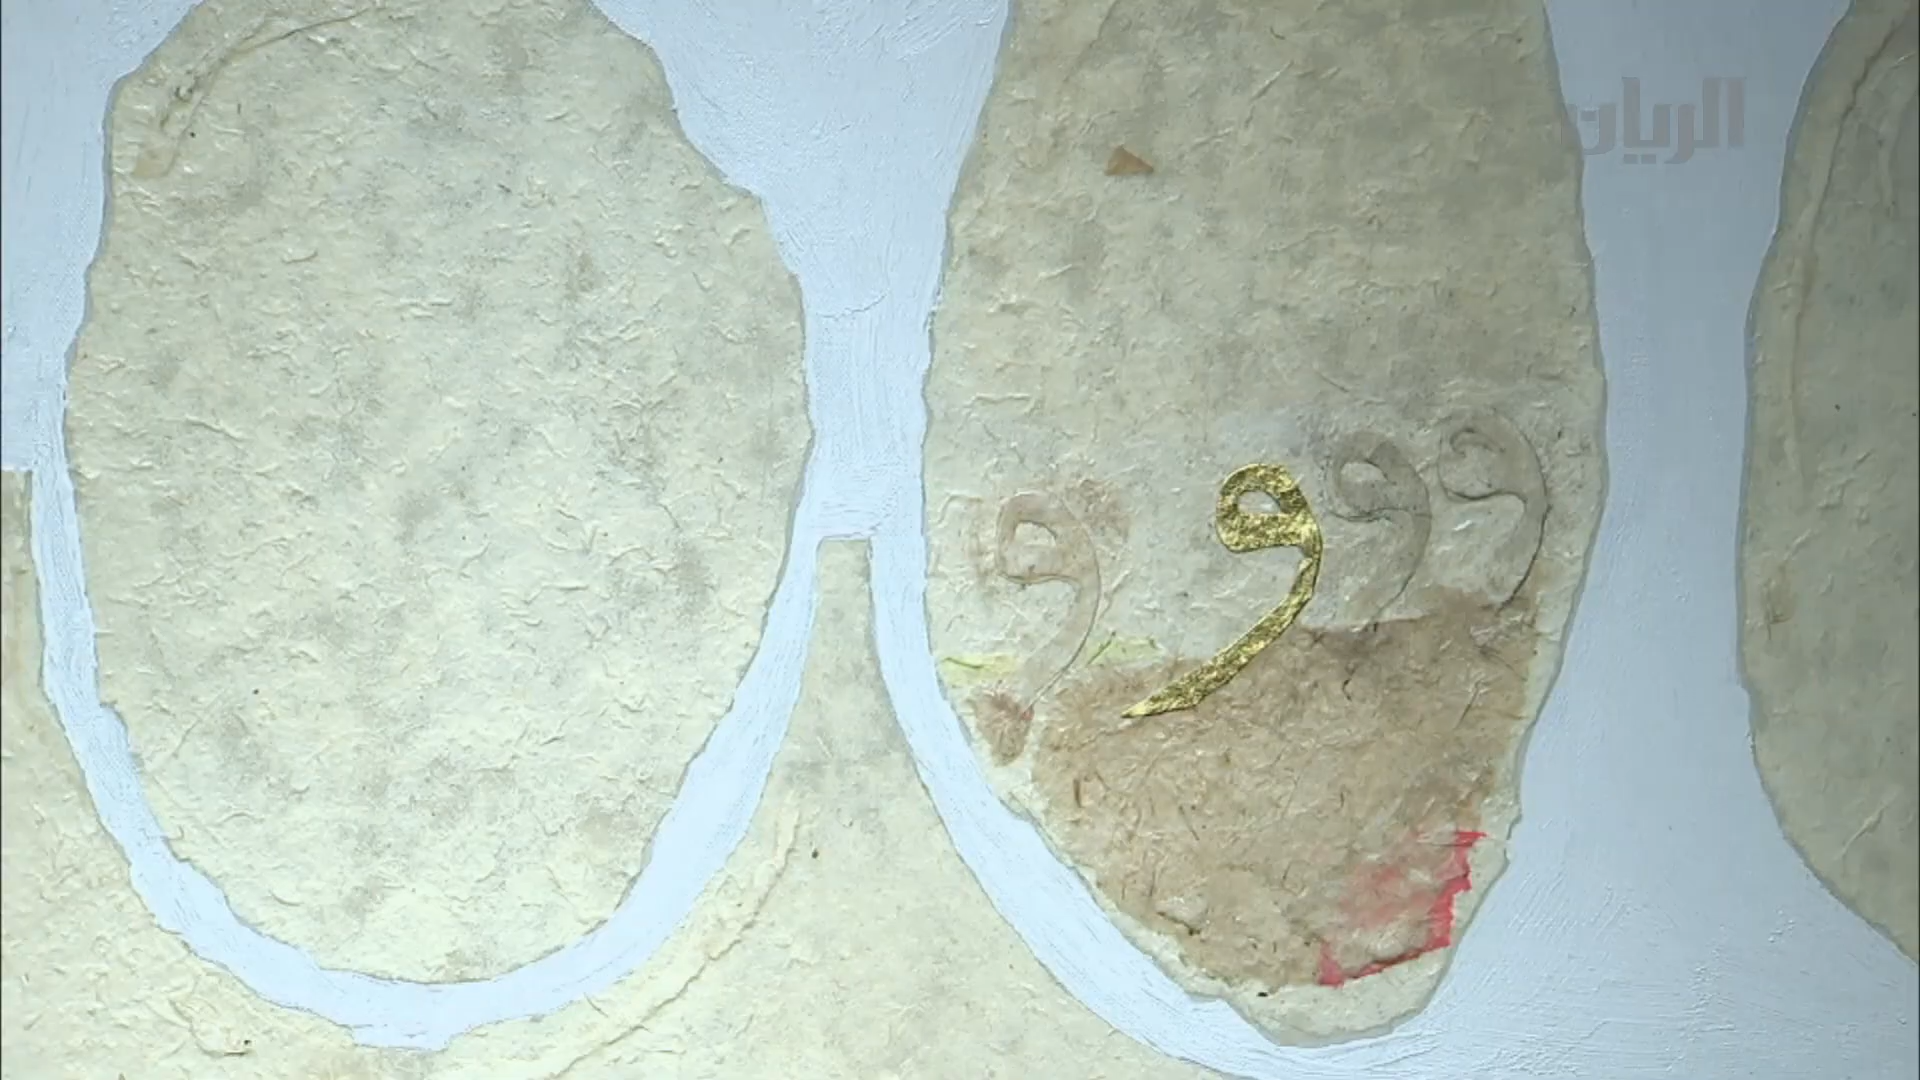 الريان
و و و و